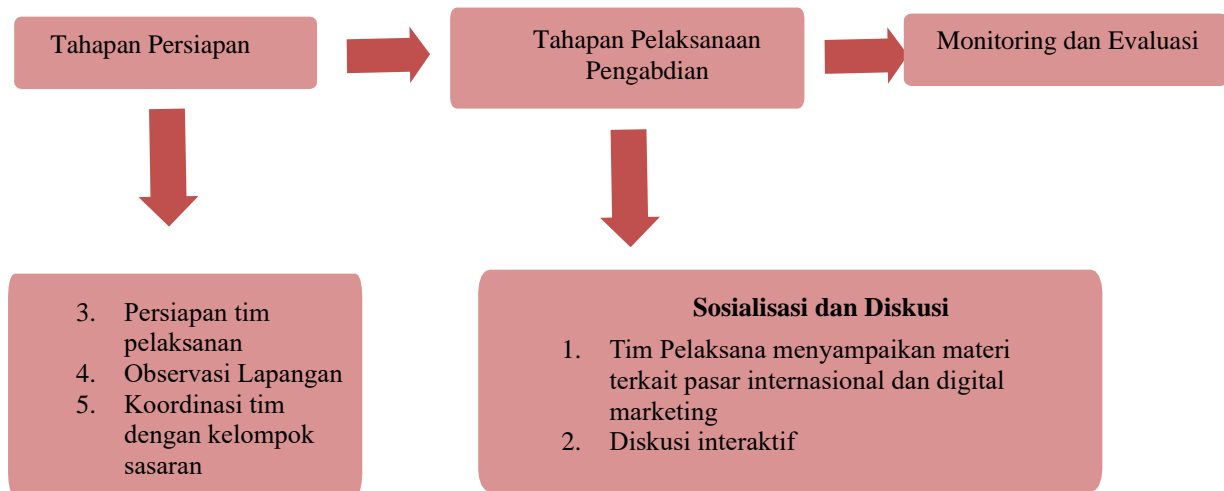 Tahapan Persiapan
Tahapan Pelaksanaan
Pengabdian
Monitoring dan Evaluasi
3. Persiapan tim
pelaksanan
4. Observasi Lapangan
5. Koordinasi tim
dengan kelompok
sasaran
Sosialisasi dan Diskusi
1. Tim Pelaksana menyampaikan materi
terkait pasar internasional dan digital
marketing
2. Diskusi interaktif